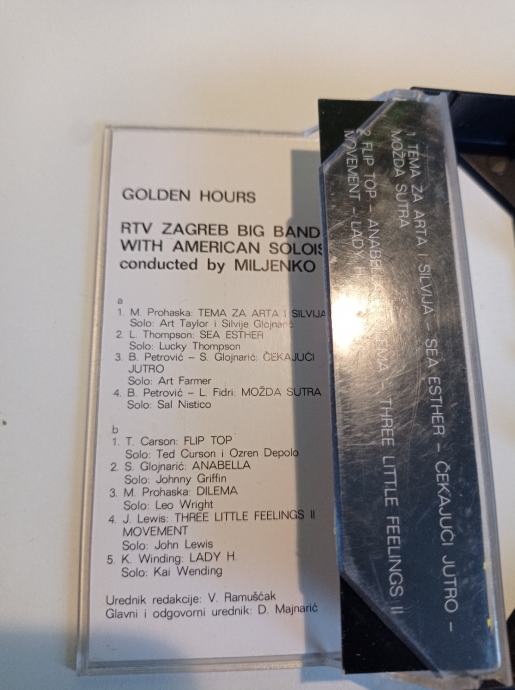 GOLDEN HOURS
RTV ZAGREB BIG BAND
WITH AMERICAN
conducted by MILJENKO
a
1. M. Prohaska: TEMA ZA ARTA I SILVIJA
Solo: Art Taylor i Silvije
2. L. Thompson: SEA ESTHER
Solo: Lucky Thompson
3. B. Petrović – S. Glojnarić: ČEKAJUĆI
JUTRO
Solo: Art Farmer
4. B. Petrović – L. Fidri: MOŽDA SUTRA
Solo: Sal Nistico
b
1. T. Carson: FLIP TOP
Solo: Ted Curson i Ozren Depolo
2. S. Glojnarić: ANABELLA
Solo: Johnny Griffin
3. M. Prohaska: DILEMA
Solo: Leo Wright
4. J. Lewis: THREE LITTLE FEELINGS II
MOVEMENT
Solo: John Lewis
5. K. Winding: LADY H.
Solo: Kai Wending
Urednik redakcije: V. Ramušćak
Glavni i odgovorni urednik: D. Majnarić
1 TEMA ZA ARTA I SILVIJA – SEA ESTHER – ČEKAJUĆI JUTRO –
MOŽDA SUTRA
2 FLIP TOP – – THREE LITTLE FEELINGS II
MOVEMENT – LADY H